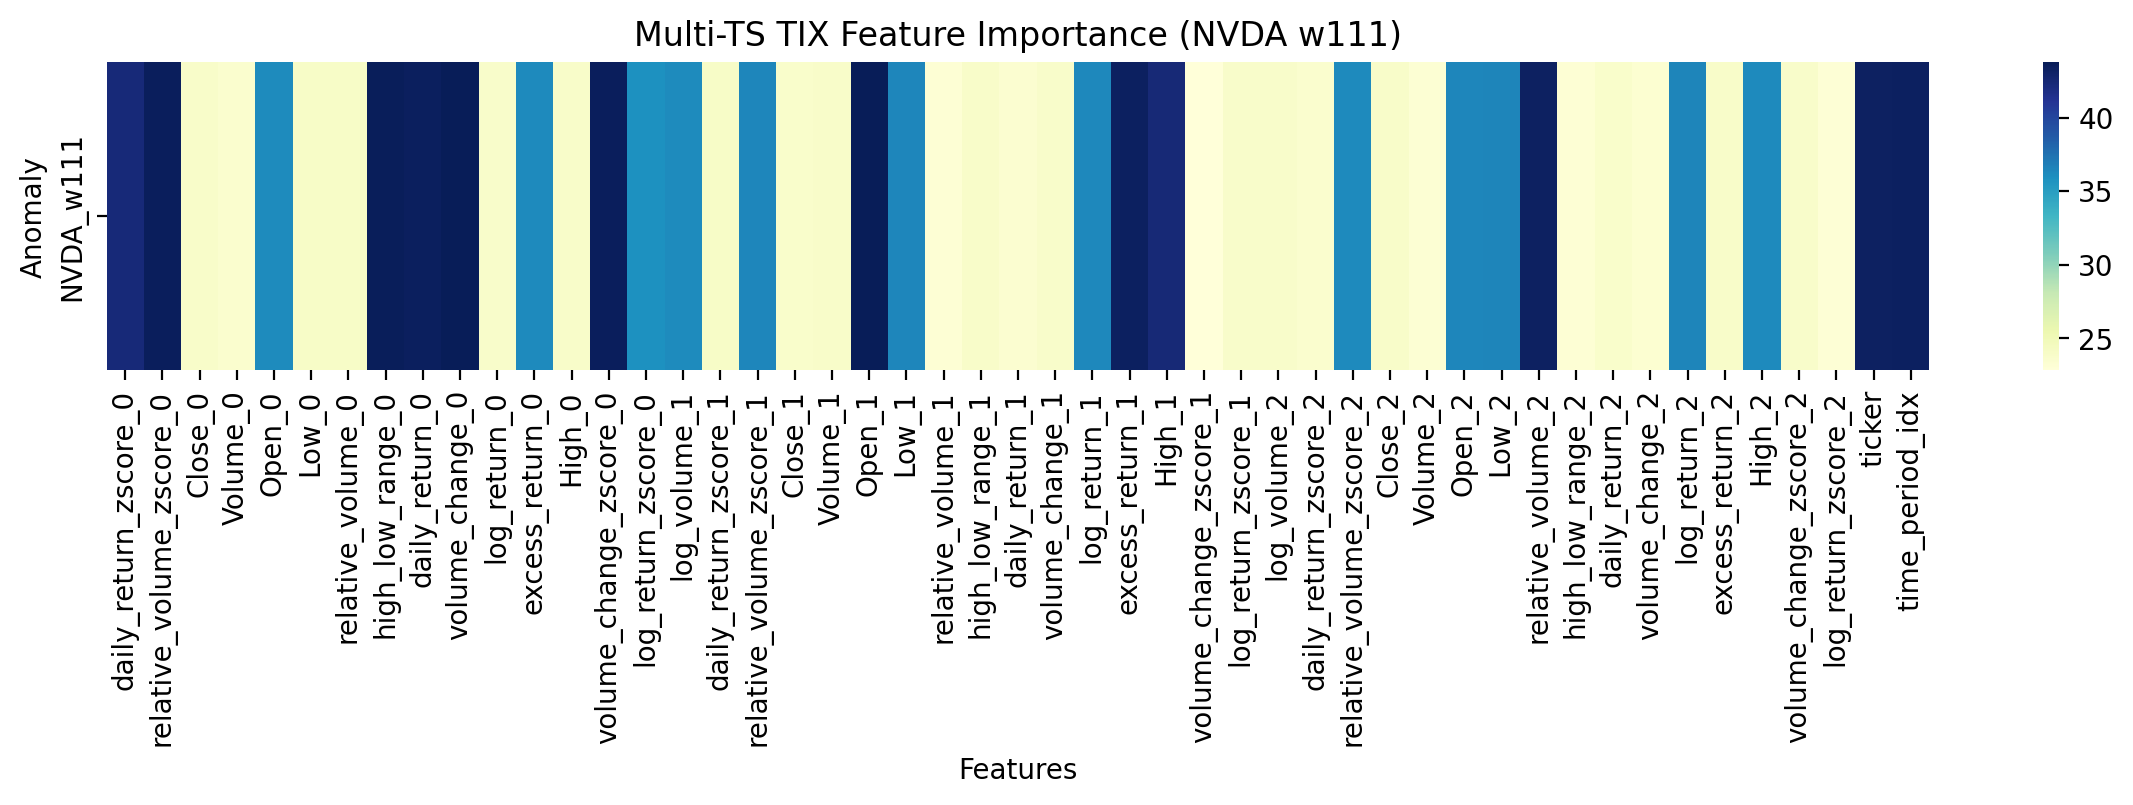 Multi-TS TIX Feature Importance (NVDA w111)
Anomaly
NVDA_w111
40
35
30
25
daily_return_zscore_0
relative_volume_zscore_0
Close_0
Volume_0
Open_0
Low_0
relative_volume_0
high_low_range_0
daily_return_0
volume_change_0
log_return_0
excess_return_0
High_0
volume_change_zscore_0
log_return_zscore_0
log_volume_1
daily_return_zscore_1
relative_volume_zscore_1
Close_1
Volume_1
Open_1
Low_1
relative_volume_1
high_low_range_1
daily_return_1
volume_change_1
log_return_1
excess_return_1
High_1
volume_change_zscore_1
log_return_zscore_1
log_volume_2
daily_return_zscore_2
relative_volume_zscore_2
Close_2
Volume_2
Open_2
Low_2
relative_volume_2
high_low_range_2
daily_return_2
volume_change_2
log_return_2
excess_return_2
High_2
volume_change_zscore_2
log_return_zscore_2
ticker
time_period_idx
Features